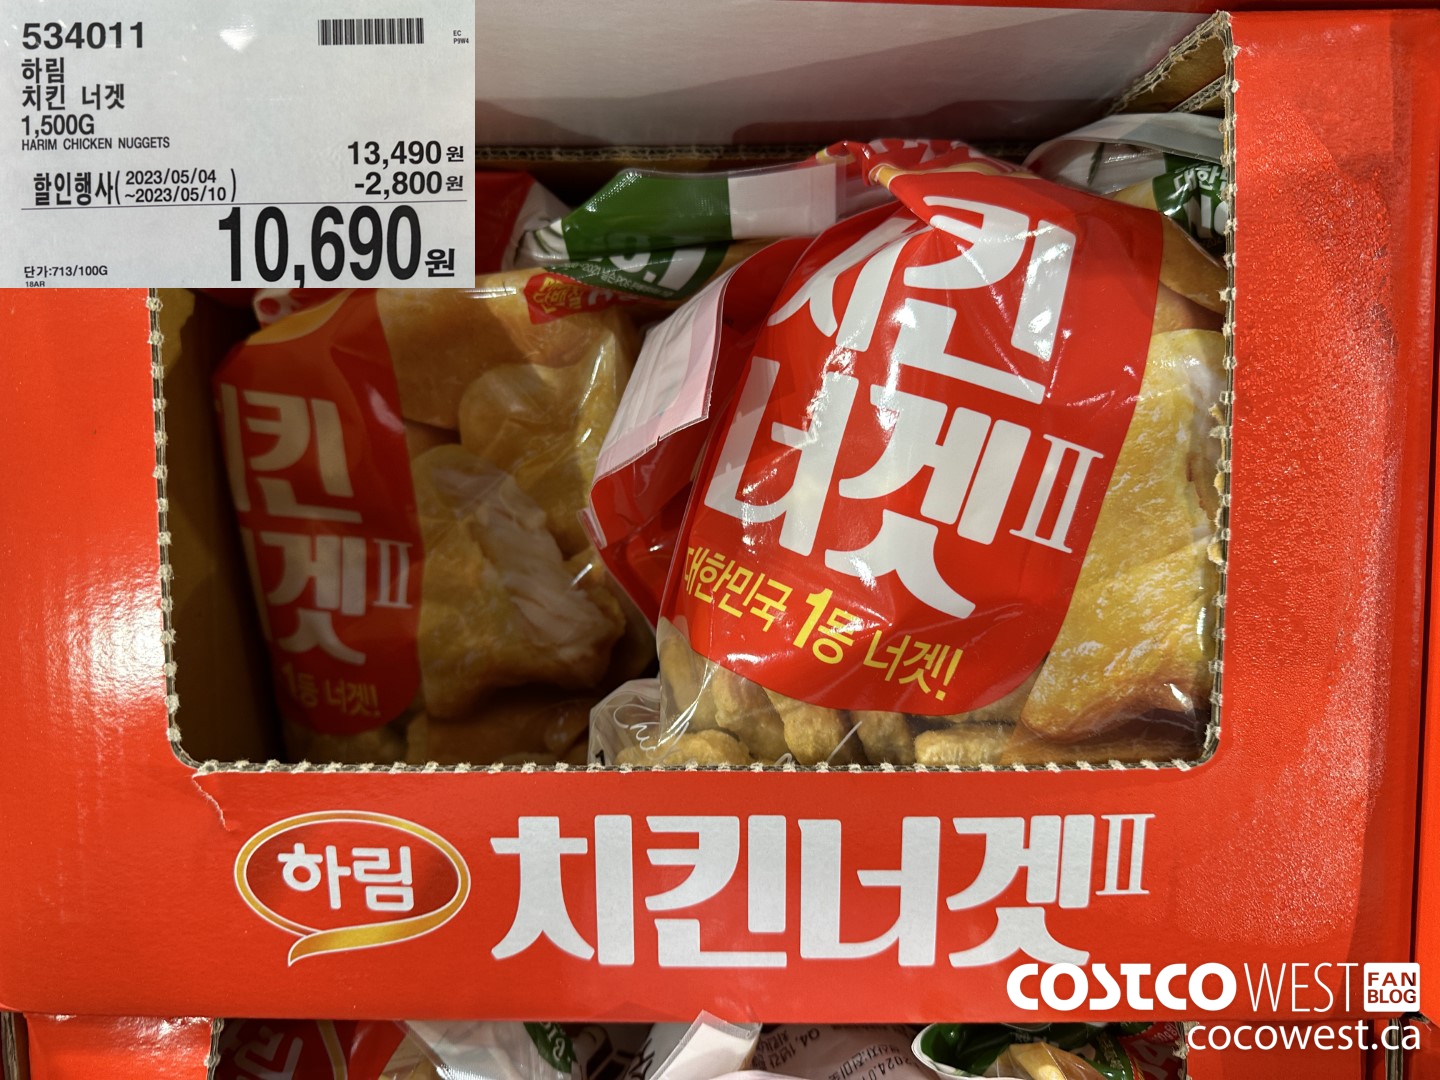 534011
EC
P9W4
하림
치킨 너겟
1,500G
HARIM CHICKEN NUGGETS
13,490원
할인행사(2023/05/04
~2023/05/10)
-2,800원
10,690원
단가:713/100G
18AR
치킨
너겟II
대한민국 1등 너겟!
킨
겟II
1등 너겟!
대한
NO.1
하림
치킨너겟II
COSTCO WEST FAN BLOG
cocowest.ca